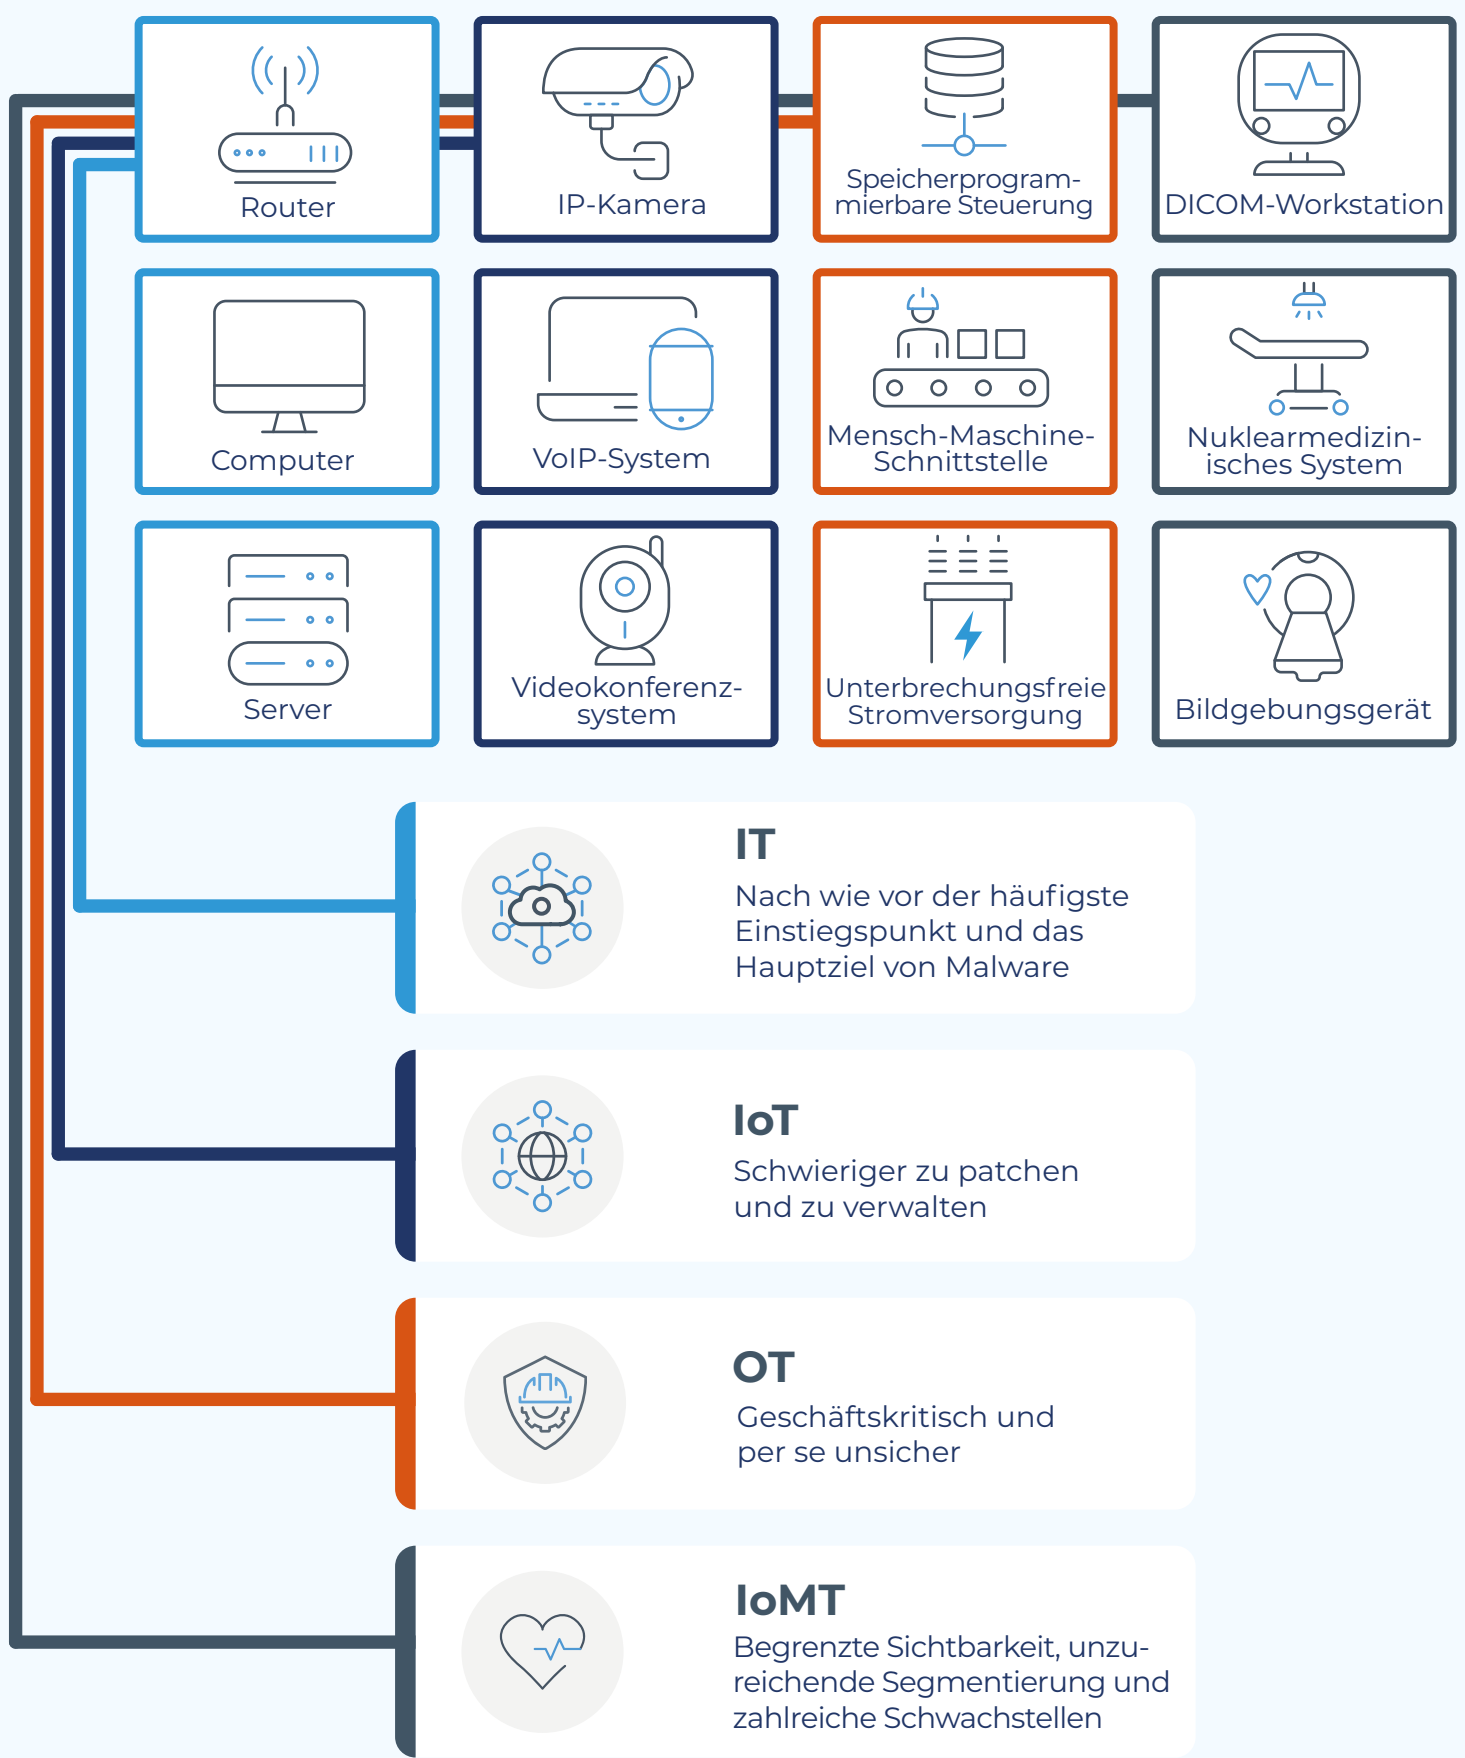 Router
IP-Kamera
Speicherprogram-
mierbare Steuerung
DICOM-Workstation
Computer
VoIP-System
Mensch-Maschine-
Schnittstelle
Nuklearmedizin-
isches System
Server
Videokonferenz-
system
Unterbrechungsfreie
Stromversorgung
Bildgebungsgerät
IT
Nach wie vor der häufigste
Einstiegspunkt und das
Hauptziel von Malware
IoT
Schwieriger zu patchen
und zu verwalten
OT
Geschäftskritisch und
per se unsicher
IoMT
Begrenzte Sichtbarkeit, unzu-
reichende Segmentierung und
zahlreiche Schwachstellen